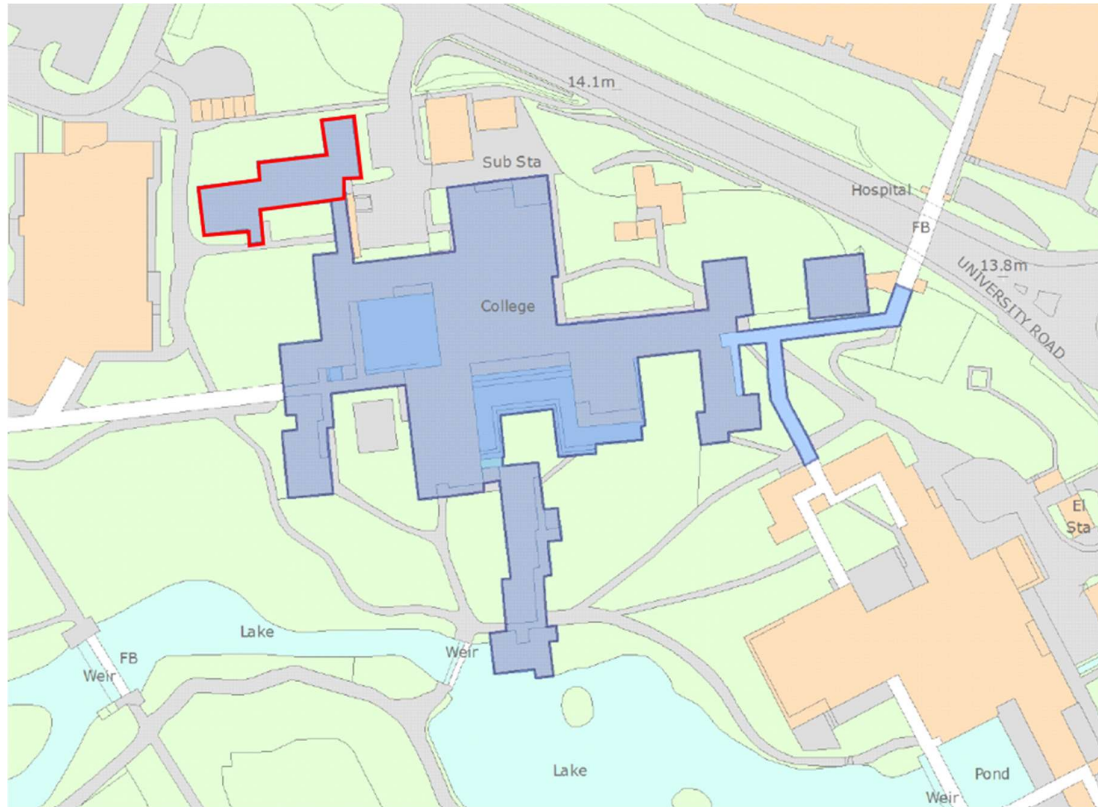 14.1m
Sub Sta
Hospital
FB
13.8m
UNIVERSITY ROAD
College
El
Sta
Lake
FB
Weir
Weir
Lake
Pond
Weir